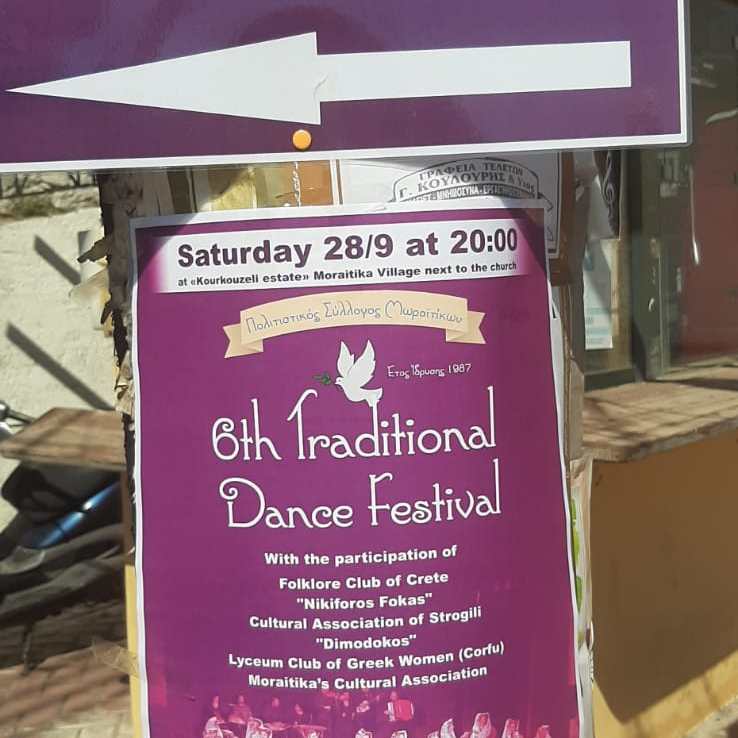 ΓΡΑΦΕΙΑ ΤΕΛΕΤΩΝ
Γ. ΚΟΥΛΟΥΡΗΣ & Υιος
ΜΝΗΜΟΣΥΝΑ
Saturday 28/9 at 20:00
at «Kourkouzeli estate» Moraitika Village next to the church
Πολιτιστικός Σύλλογος Μωραϊτίκων
Έτος Ίδρυσης 1987
6th Traditional
Dance Festival
With the participation of
Folklore Club of Crete
"Nikiforos Fokas"
Cultural Association of Strogili
"Dimodokos"
Lyceum Club of Greek Women (Corfu)
Moraitika's Cultural Association